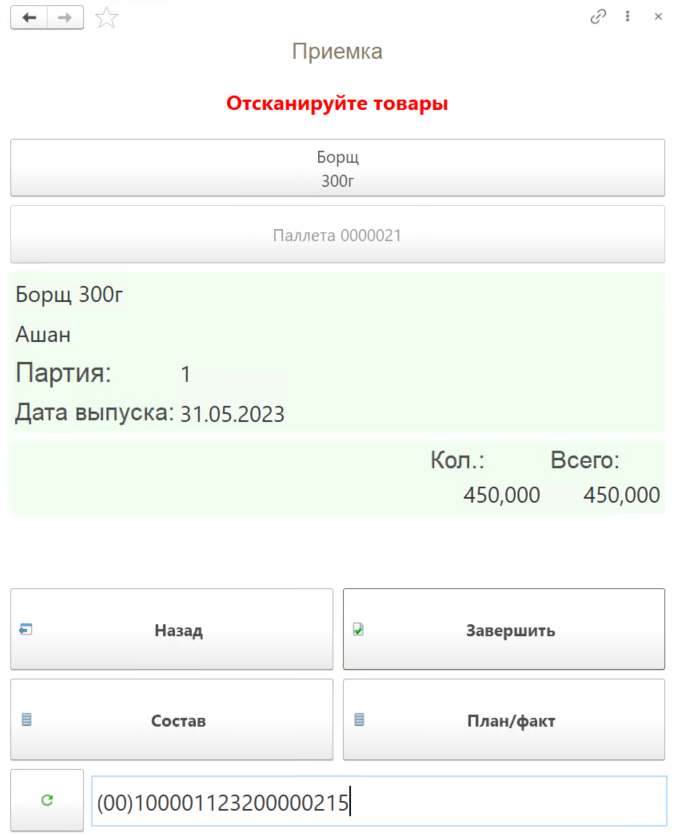 Приемка
Отсканируйте товары
Борщ
300г
Паллета 0000021
Борщ 300г
Ашан
Партия: 1
Дата выпуска: 31.05.2023
Кол.: Всего:
450,000 450,000
Назад Завершить
Состав План/факт
(00)100001123200000215